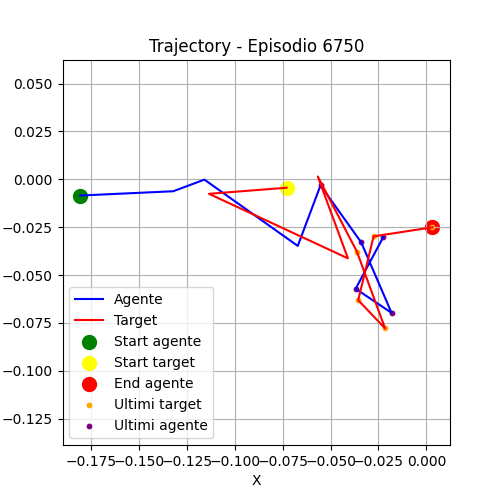 Trajectory - Episodio 6750
0.050
0.025
0.000
−0.025
−0.050
−0.075
−0.100
−0.125
Agente
Target
Start agente
Start target
End agente
Ultimi target
Ultimi agente
−0.175−0.150−0.125−0.100−0.075−0.050−0.025 0.000
X